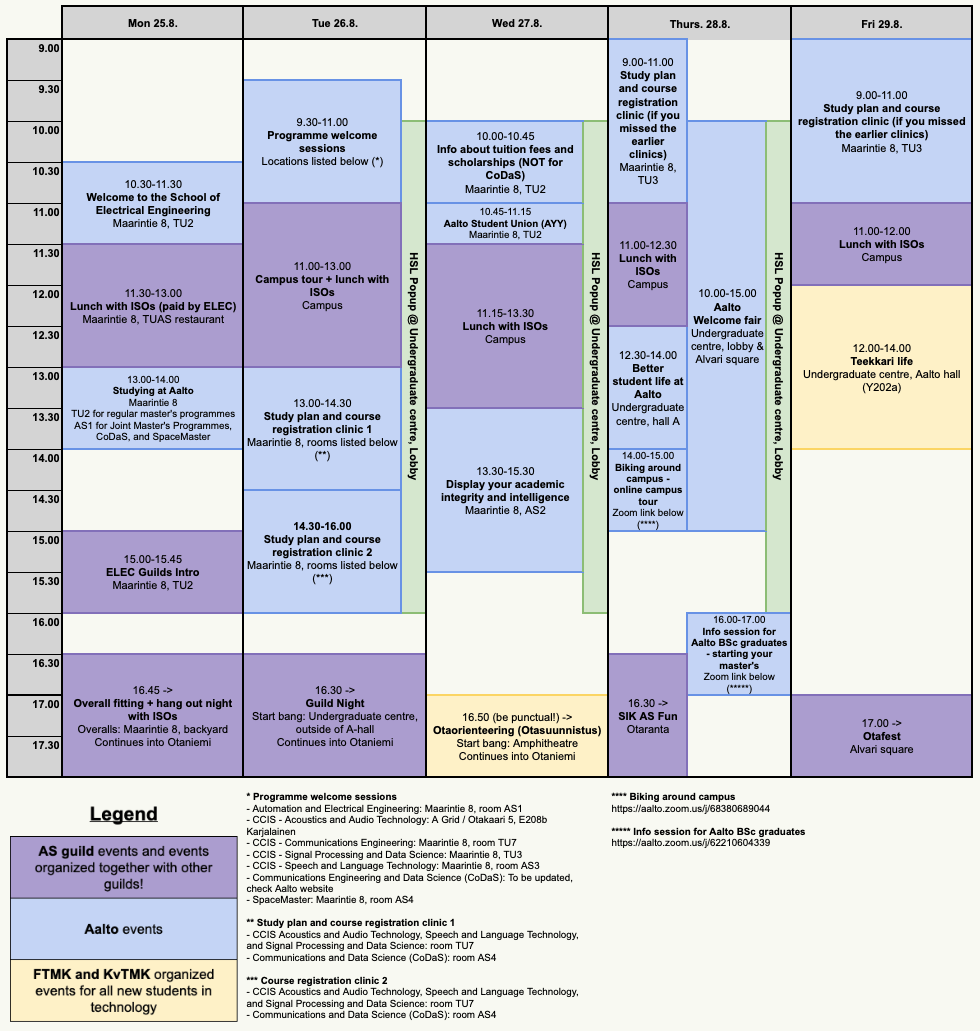 Mon 25.8.
Tue 26.8.
Wed 27.8.
Thurs. 28.8.
Fri 29.8.
9.00
9.30
10.00
10.30
11.00
11.30
12.00
12.30
13.00
13.30
14.00
14.30
15.00
15.30
16.00
16.30
17.00
17.30
10.30-11.30
Welcome to the School of
Electrical Engineering
Maarintie 8, TU2
11.30-13.00
Lunch with ISOs (paid by ELEC)
Maarintie 8, TUAS restaurant
13.00-14.00
Studying at Aalto
Maarintie 8
TU2 for regular master's programmes
AS1 for Joint Master's Programmes,
CoDaS, and SpaceMaster
15.00-15.45
ELEC Guilds Intro
Maarintie 8, TU2
16.45 ->
Overall fitting + hang out night
with ISOs
Overalls: Maarintie 8, backyard
Continues into Otaniemi
9.30-11.00
Programme welcome
sessions
Locations listed below (*)
11.00-13.00
Campus tour + lunch with
ISOs
Campus
13.00-14.30
Study plan and course
registration clinic 1
Maarintie 8, rooms listed below
(**)
14.30-16.00
Study plan and course
registration clinic 2
Maarintie 8, rooms listed below
(***)
HSL Popup @ Undergraduate centre, Lobby
16.30 ->
Guild Night
Start bang: Undergraduate centre,
outside of A-hall
Continues into Otaniemi
10.00-10.45
Info about tuition fees and
scholarships (NOT for
CoDaS)
Maarintie 8, TU2
10.45-11.15
Aalto Student Union (AYY)
Maarintie 8, TU2
11.15-13.30
Lunch with ISOs
Campus
13.30-15.30
Display your academic
integrity and intelligence
Maarintie 8, AS2
HSL Popup @ Undergraduate centre, Lobby
16.50 (be punctual!) ->
Otaorienteering (Otasuunnistus)
Start bang: Amphitheatre
Continues into Otaniemi
9.00-11.00
Study plan
and course
registration
clinic (if you
missed the
earlier
clinics)
Maarintie 8,
TU3
11.00-12.30
Lunch with
ISOs
Campus
12.30-14.00
Better
student life at
Aalto
Undergraduate
centre, hall A
14.00-15.00
Biking around
campus -
online campus
tour
Zoom link below
(****)
10.00-15.00
Aalto
Welcome fair
Undergraduate
centre, lobby &
Alvari square
HSL Popup @ Undergraduate centre, Lobby
16.00-17.00
Info session for
Aalto BSc graduates
- starting your
master's
Zoom link below
(*****)
16.30 ->
SIK AS Fun
Otaranta
9.00-11.00
Study plan and course
registration clinic (if you missed
the earlier clinics)
Maarintie 8, TU3
11.00-12.00
Lunch with ISOs
Campus
12.00-14.00
Teekkari life
Undergraduate centre, Aalto hall
(Y202a)
17.00 ->
Otafest
Alvari square
Legend
AS guild events and events
organized together with other
guilds!
Aalto events
FTMK and KvTMK organized
events for all new students in
technology
* Programme welcome sessions
- Automation and Electrical Engineering: Maarintie 8, room AS1
- CCIS - Acoustics and Audio Technology: A Grid / Otakaari 5, E208b
Karjalainen
- CCIS - Communications Engineering: Maarintie 8, room TU7
- CCIS - Signal Processing and Data Science: Maarintie 8, TU3
- CCIS - Speech and Language Technology: Maarintie 8, room AS3
- Communications Engineering and Data Science (CoDaS): To be updated,
check Aalto website
- SpaceMaster: Maarintie 8, room AS4
** Study plan and course registration clinic 1
- CCIS Acoustics and Audio Technology, Speech and Language Technology,
and Signal Processing and Data Science: room TU7
- Communications and Data Science (CoDaS): room AS4
*** Course registration clinic 2
- CCIS Acoustics and Audio Technology, Speech and Language Technology,
and Signal Processing and Data Science: room TU7
- Communications and Data Science (CoDaS): room AS4
**** Biking around campus
https://aalto.zoom.us/j/68380689044
***** Info session for Aalto BSc graduates
https://aalto.zoom.us/j/62210604339